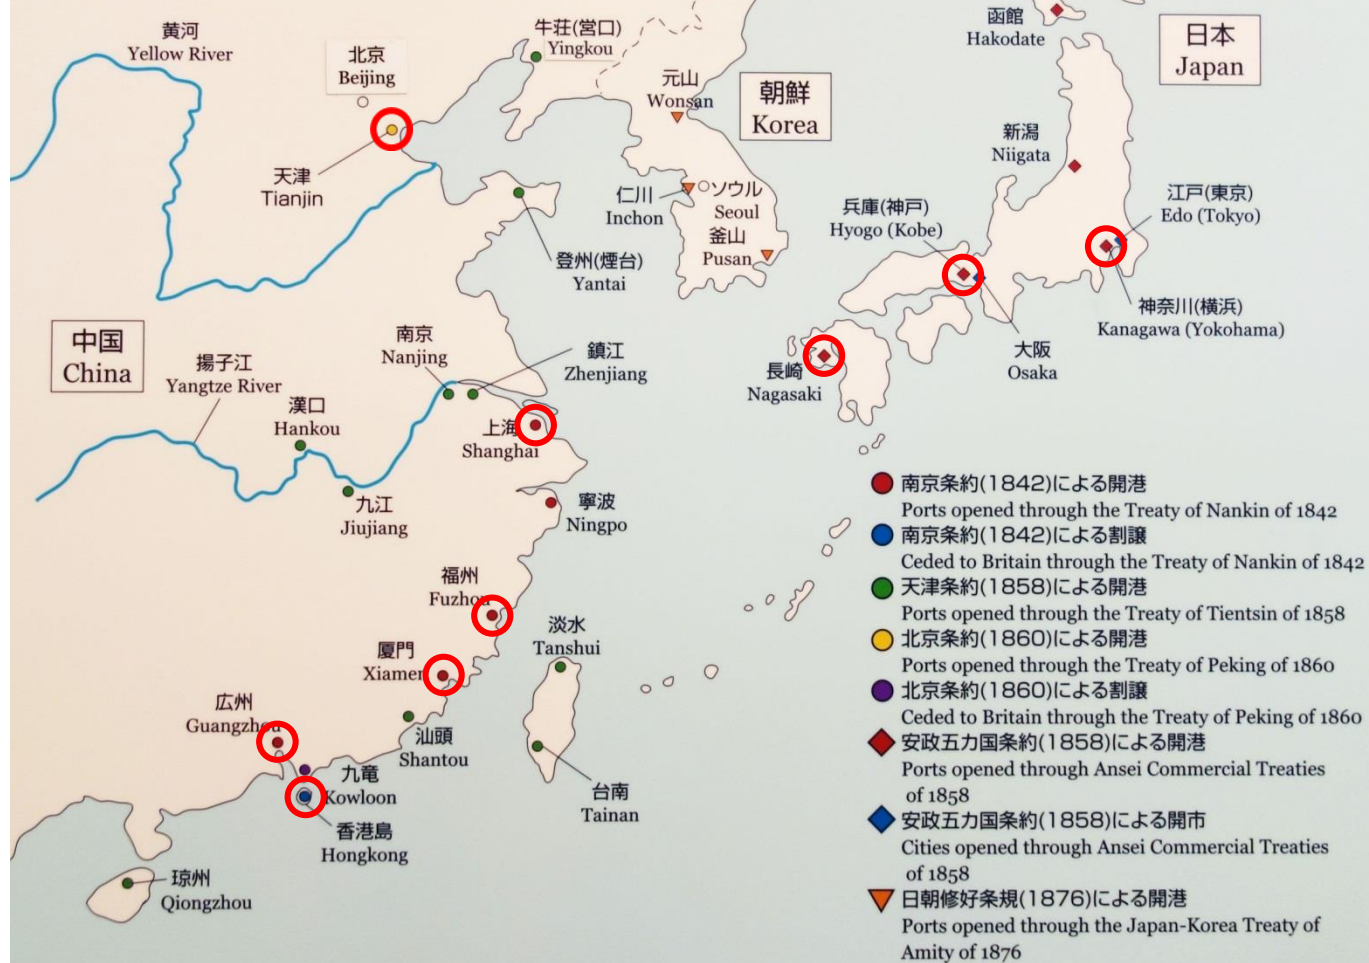 黄河
Yellow River
北京
Beijing
牛荘(営口)
Yingkou
元山
Wonsan
朝鮮
Korea
函館
Hakodate
日本
Japan
新潟
Niigata
天津
Tianjin
仁川
Inchon
ソウル
Seoul
釜山
Pusan
兵庫(神戸)
Hyogo (Kobe)
江戸(東京)
Edo (Tokyo)
登州(煙台)
Yantai
神奈川(横浜)
Kanagawa (Yokohama)
中国
China
揚子江
Yangtze River
南京
Nanjing
鎮江
Zhenjiang
大阪
Osaka
長崎
Nagasaki
漢口
Hankou
上海
Shanghai
九江
Jiujiang
寧波
Ningpo
福州
Fuzhou
淡水
Tanshui
厦門
Xiamen
広州
Guangzhou
汕頭
Shantou
九竜
Kowloon
台南
Tainan
香港島
Hongkong
琼州
Qiongzhou
南京条約(1842)による開港
Ports opened through the Treaty of Nankin of 1842
南京条約(1842)による割譲
Ceded to Britain through the Treaty of Nankin of 1842
天津条約(1858)による開港
Ports opened through the Treaty of Tientsin of 1858
北京条約(1860)による開港
Ports opened through the Treaty of Peking of 1860
北京条約(1860)による割譲
Ceded to Britain through the Treaty of Peking of 1860
安政五カ国条約(1858)による開港
Ports opened through Ansei Commercial Treaties
of 1858
安政五カ国条約(1858)による開市
Cities opened through Ansei Commercial Treaties
of 1858
日朝修好条規(1876)による開港
Ports opened through the Japan-Korea Treaty of
Amity of 1876